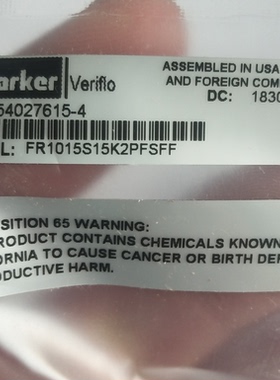 arker Veriflo
ASSEMBLED IN USA
AND FOREIGN COM
DC: 1830
54027615-4
L: FR1015S15K2PFSFF
SITION 65 WARNING:
PRODUCT CONTAINS CHEMICALS KNOWN
ORNIA TO CAUSE CANCER OR BIRTH DE
ODUCTIVE HARM.